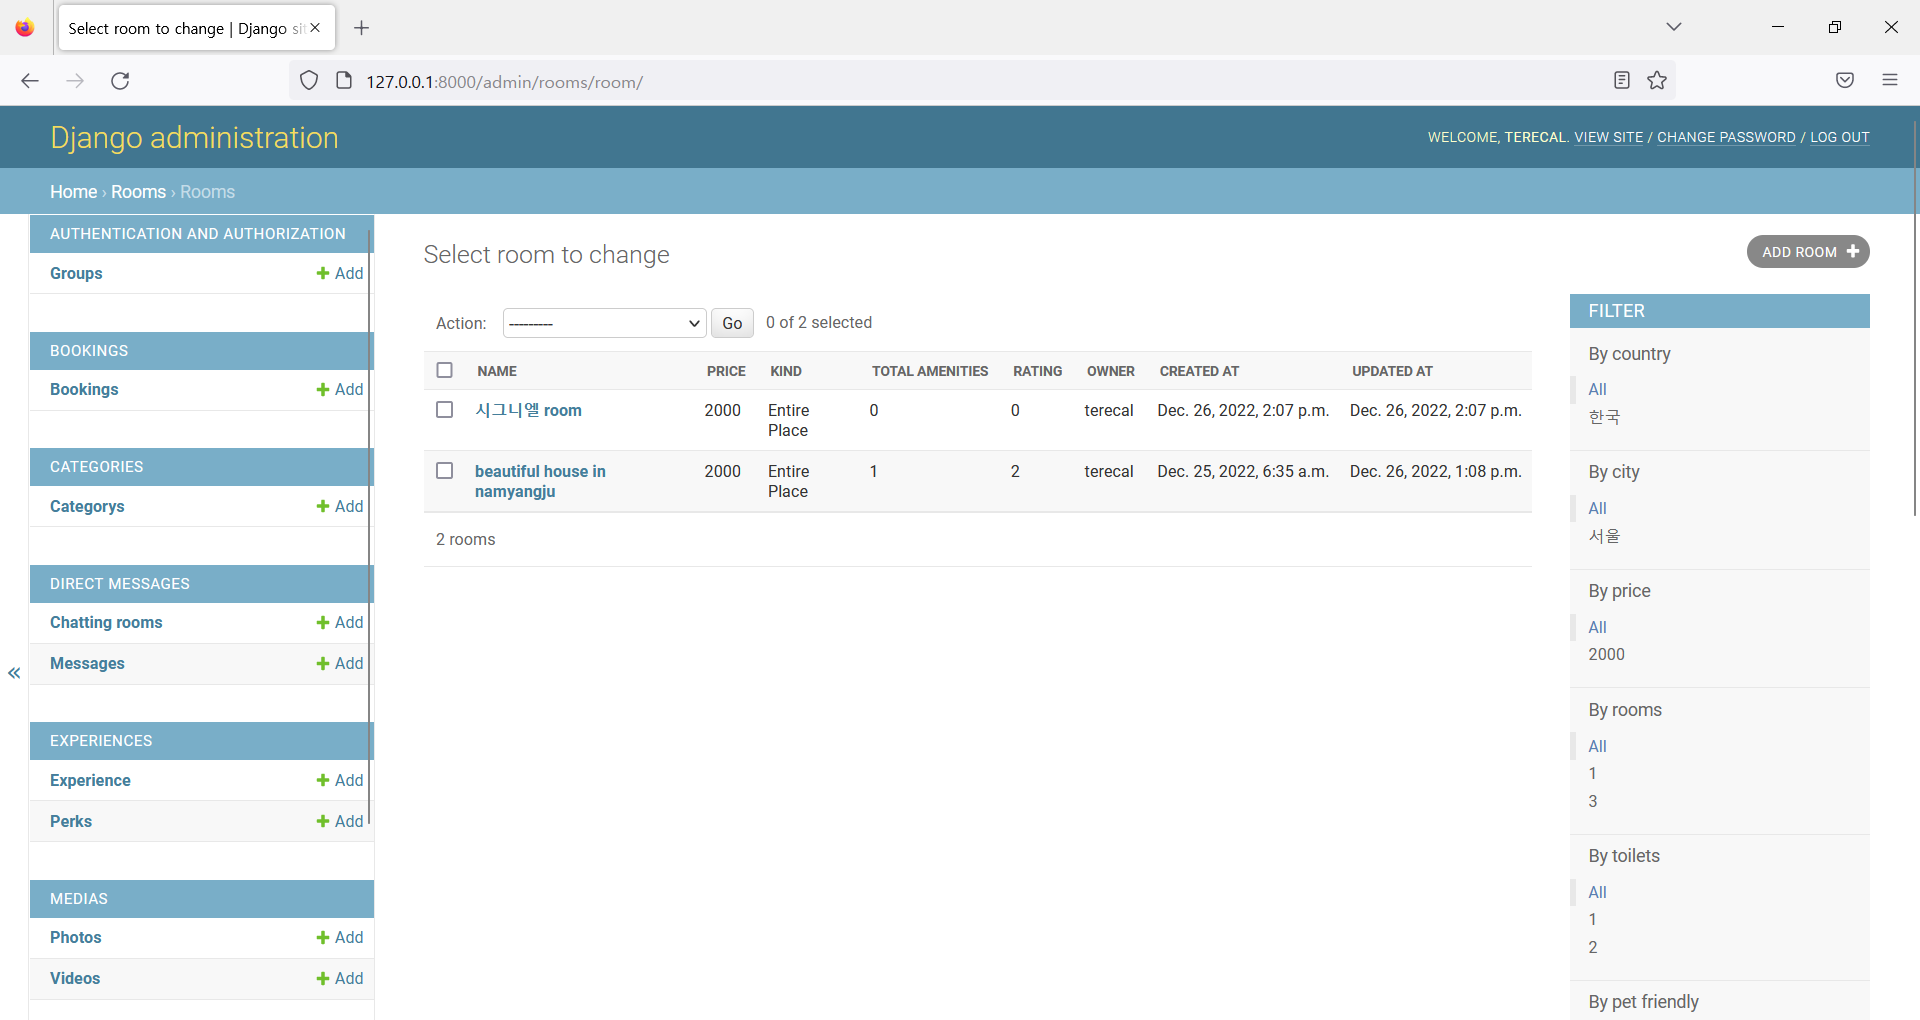 Select room to change | Django sit
127.0.0.1:8000/admin/rooms/room/
Django administration
WELCOME, TERECAL. VIEW SITE / CHANGE PASSWORD / LOG OUT
Home › Rooms › Rooms
AUTHENTICATION AND AUTHORIZATION
Groups
Add
BOOKINGS
Bookings
Add
CATEGORIES
Categorys
Add
DIRECT MESSAGES
Chatting rooms
Add
Messages
Add
EXPERIENCES
Experience
Add
Perks
Add
MEDIAS
Photos
Add
Videos
Add
Select room to change
ADD ROOM
Action: --------- Go 0 of 2 selected
NAME PRICE KIND TOTAL AMENITIES RATING OWNER CREATED AT UPDATED AT
시그니엘 room 2000 Entire Place 0 0 terecal Dec. 26, 2022, 2:07 p.m. Dec. 26, 2022, 2:07 p.m.
beautiful house in namyangju 2000 Entire Place 1 2 terecal Dec. 25, 2022, 6:35 a.m. Dec. 26, 2022, 1:08 p.m.
2 rooms
FILTER
By country
All
한국
By city
All
서울
By price
All
2000
By rooms
All
1
3
By toilets
All
1
2
By pet friendly